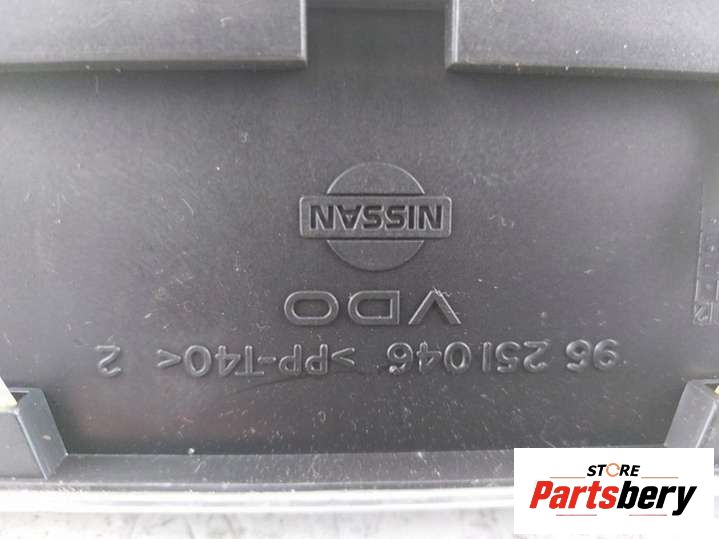 96 251046 >PP-T40< 2
VDO
NISSAN
STORE
Partsbery